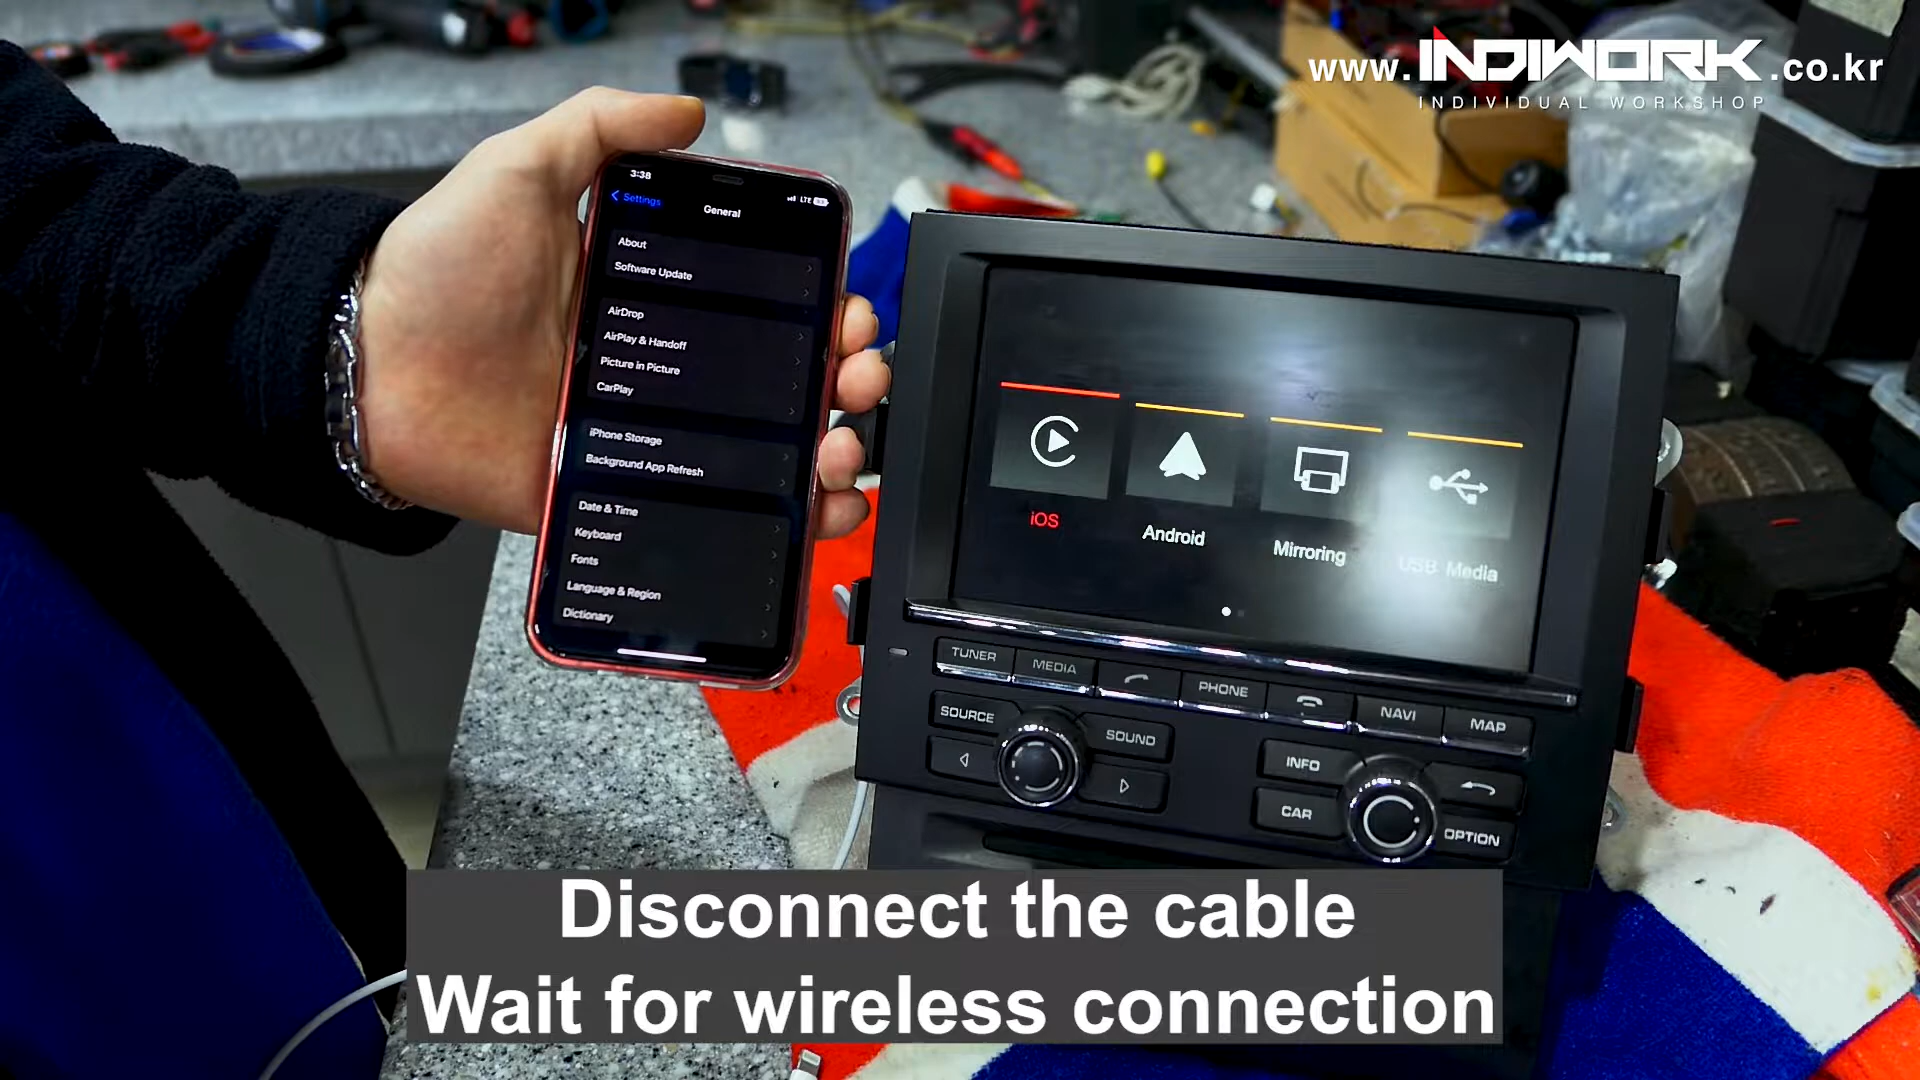 www.INDIWORK.co.kr
INDIVIDUAL WORKSHOP
3:38
LTE
Settings
General
About
Software Update
AirDrop
AirPlay & Handoff
Picture in Picture
CarPlay
iPhone Storage
Background App Refresh
Date & Time
Keyboard
Fonts
Language & Region
Dictionary
iOS
Android
Mirroring
USB Media
TUNER
MEDIA
PHONE
NAVI
MAP
SOURCE
SOUND
INFO
CAR
OPTION
Disconnect the cable
Wait for wireless connection